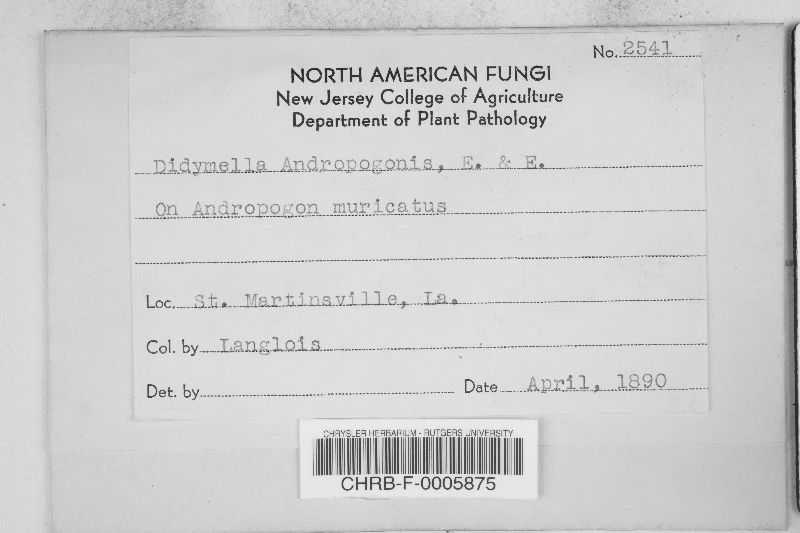 No. 2541
NORTH AMERICAN FUNGI
New Jersey College of Agriculture
Department of Plant Pathology
Didymella Andropogonis, E. & E.
On Andropogon muricatus
Loc. St. Martinsville, La.
Col. by Langlois
Det. by Date April, 1890
CHRYSLER HERBARIUM - RUTGERS UNIVERSITY
CHRB-F-0005875